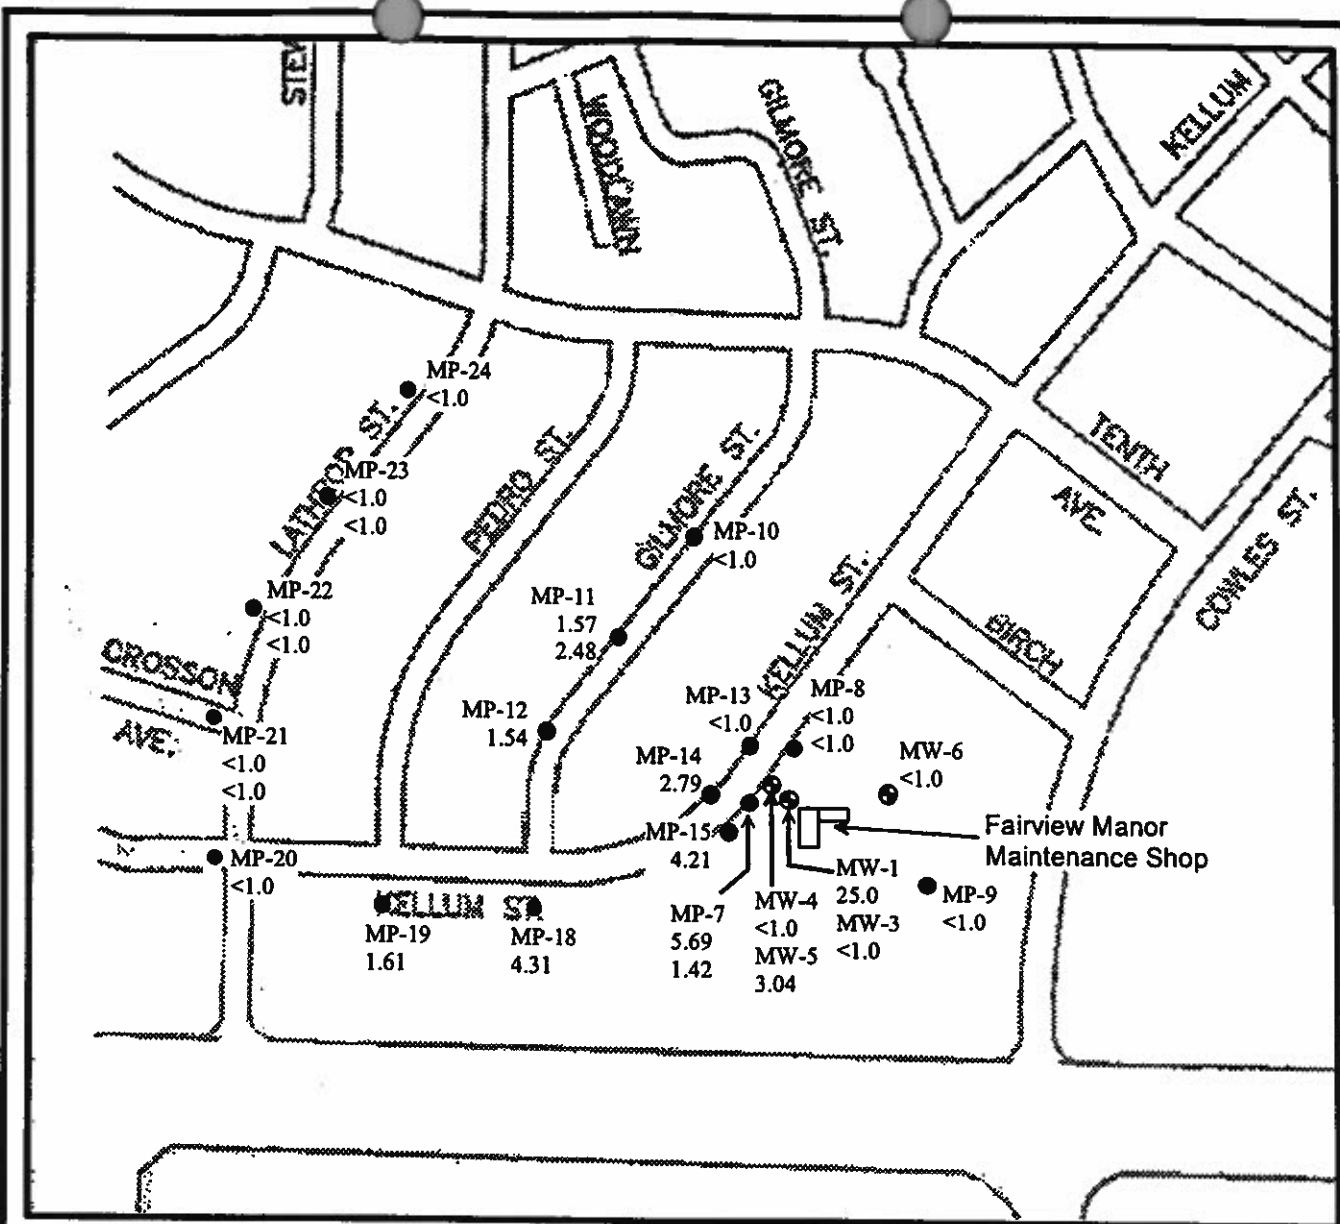 STEW
WOODLAWN
GILMORE ST.
KELLUM
MP-24
<1.0
LATHROP ST.
MP-23
<1.0
<1.0
PEDRO ST.
GILMORE ST.
TENTH
AVE
COWLES ST.
MP-10
<1.0
MP-22
<1.0
<1.0
MP-11
1.57
2.48
KELLUM ST.
BIRCH
CROSSON
AVE.
MP-21
<1.0
<1.0
MP-12
1.54
MP-13
<1.0
MP-8
<1.0
<1.0
MP-14
2.79
MW-6
<1.0
MP-15
4.21
Fairview Manor
Maintenance Shop
MP-20
<1.0
MW-1
25.0
MW-3
<1.0
MP-9
<1.0
KELLUM ST.
MP-19
1.61
MP-18
4.31
MP-7
5.69
1.42
MW-4
<1.0
MW-5
3.04